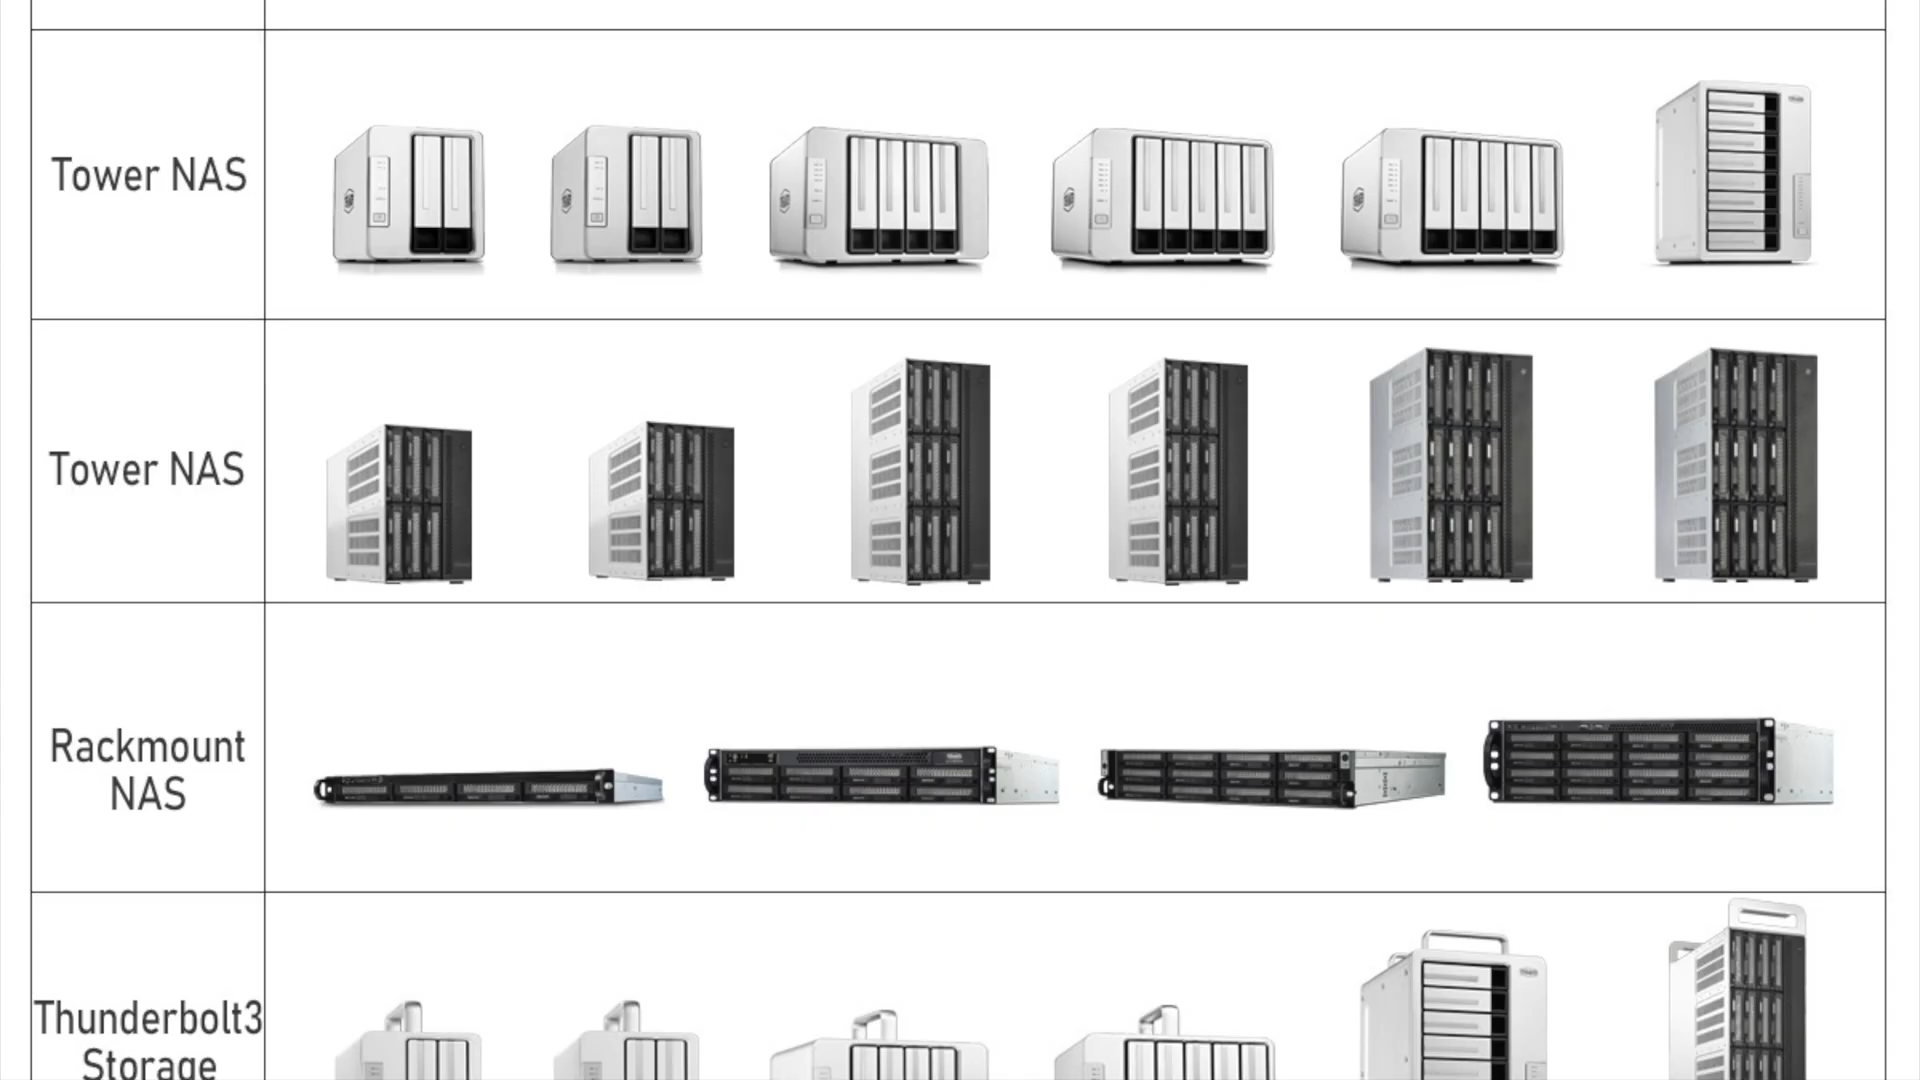 Tower NAS
Tower NAS
Rackmount
NAS
Thunderbolt3
Storage